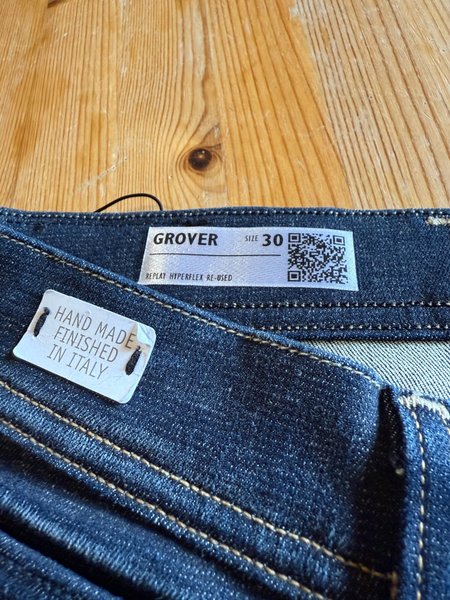 GROVER SIZE 30
REPLAY HYPERFLEX RE-USED
HAND MADE
FINISHED
IN ITALY